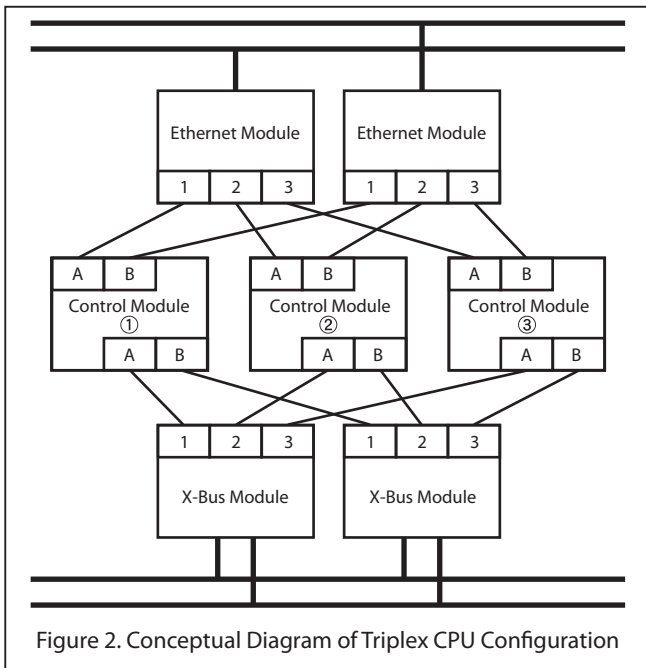 Ethernet Module Ethernet Module
1 2 3 1 2 3
A B A B A B
Control Module Control Module Control Module
① ② ③
A B A B A B
1 2 3 1 2 3
X-Bus Module X-Bus Module
Figure 2. Conceptual Diagram of Triplex CPU Configuration